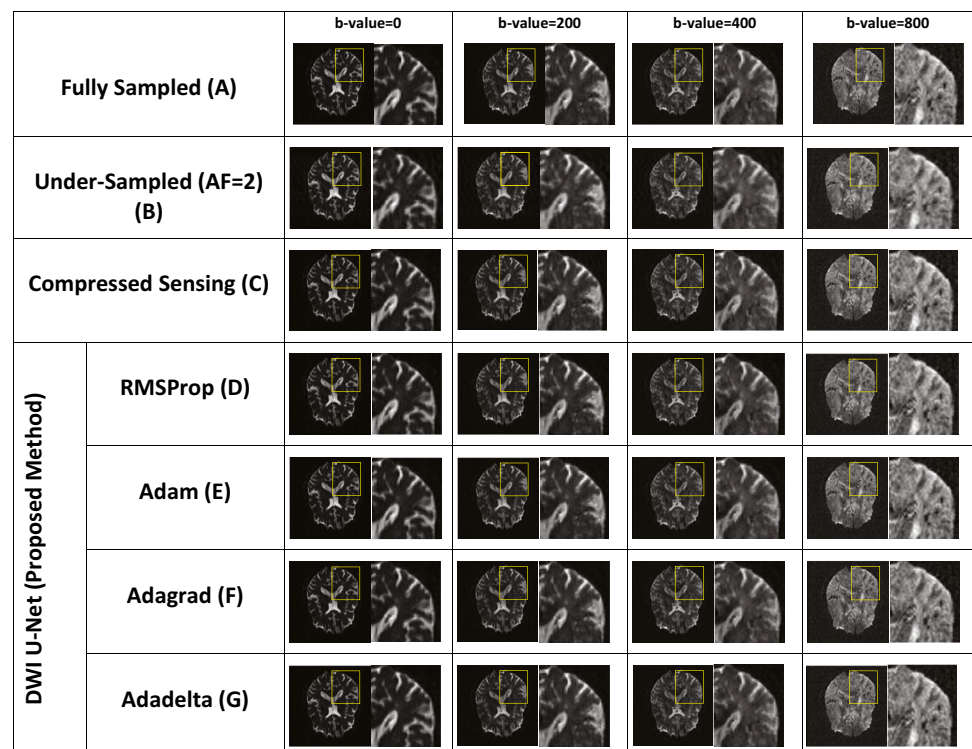 b-value=0 b-value=200 b-value=400 b-value=800
Fully Sampled (A)
Under-Sampled (AF=2)
(B)
Compressed Sensing (C)
DWI U-Net (Proposed Method)
RMSProp (D)
Adam (E)
Adagrad (F)
Adadelta (G)